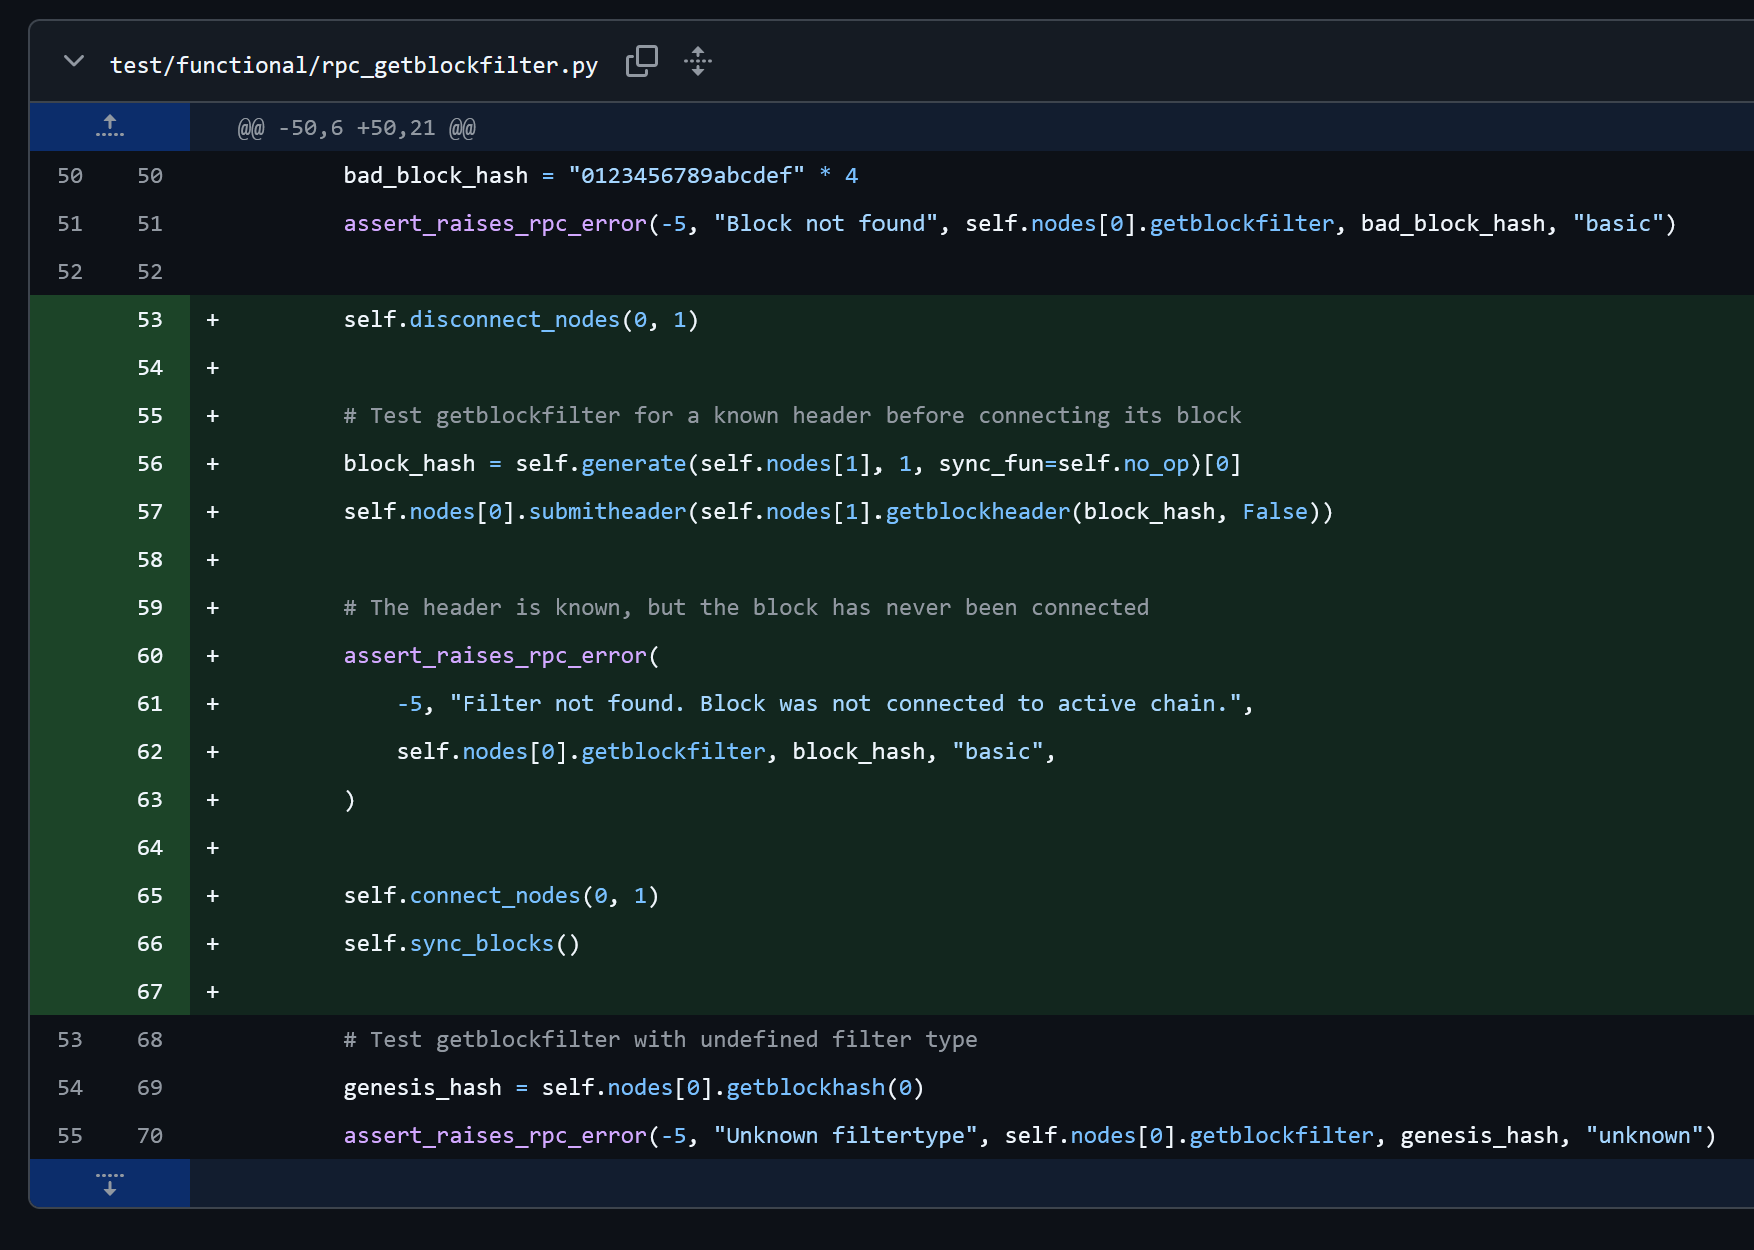 test/functional/rpc_getblockfilter.py
@@ -50,6 +50,21 @@
50 50 bad_block_hash = "0123456789abcdef" * 4
51 51 assert_raises_rpc_error(-5, "Block not found", self.nodes[0].getblockfilter, bad_block_hash, "basic")
52 52
53 + self.disconnect_nodes(0, 1)
54 +
55 + # Test getblockfilter for a known header before connecting its block
56 + block_hash = self.generate(self.nodes[1], 1, sync_fun=self.no_op)[0]
57 + self.nodes[0].submitheader(self.nodes[1].getblockheader(block_hash, False))
58 +
59 + # The header is known, but the block has never been connected
60 + assert_raises_rpc_error(
61 + -5, "Filter not found. Block was not connected to active chain.",
62 + self.nodes[0].getblockfilter, block_hash, "basic",
63 + )
64 +
65 + self.connect_nodes(0, 1)
66 + self.sync_blocks()
67 +
53 68 # Test getblockfilter with undefined filter type
54 69 genesis_hash = self.nodes[0].getblockhash(0)
55 70 assert_raises_rpc_error(-5, "Unknown filtertype", self.nodes[0].getblockfilter, genesis_hash, "unknown")